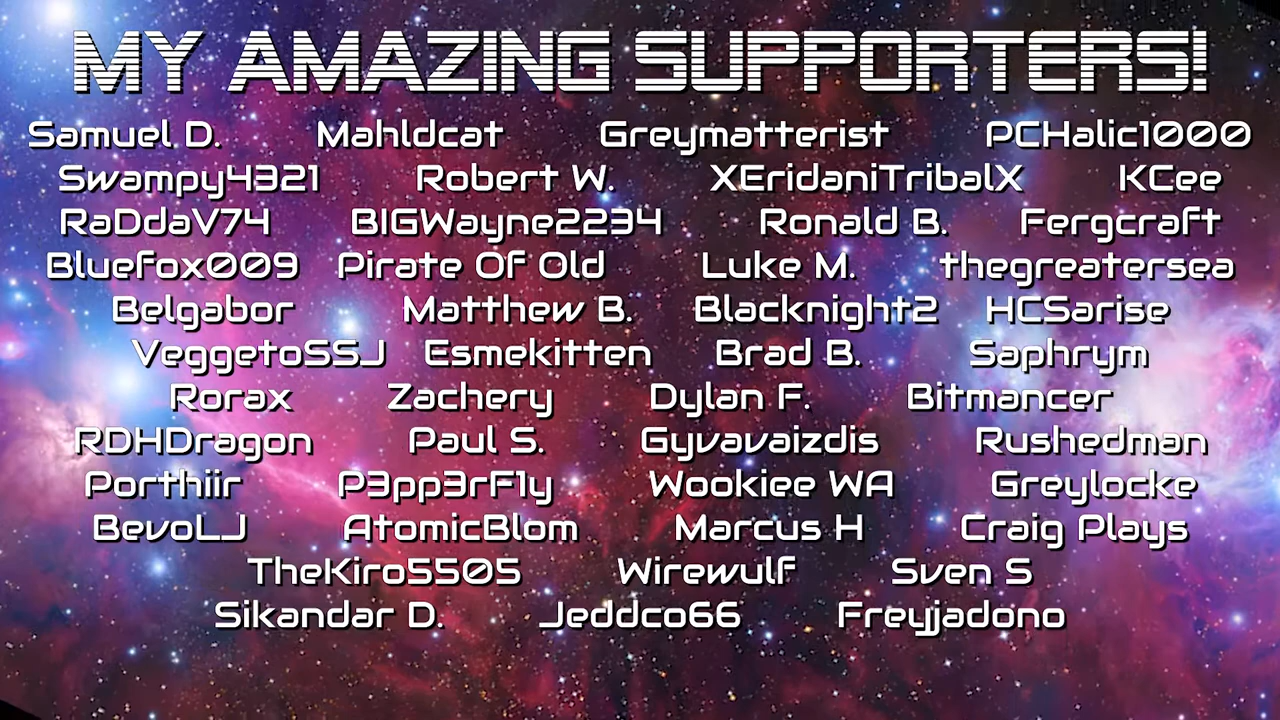 MY AMAZING SUPPORTERS!
Samuel D. Mahldcat Greymatterist PCHalic1000
Swampy4321 Robert W. XEridaniTribalX KCee
RaDdaV74 BIGWayne2234 Ronald B. Fergcraft
Bluefox009 Pirate Of Old Luke M. thegreatersea
Belgabor Matthew B. Blacknight2 HCSarise
VeggetoSSJ Esmekitten Brad B. Saphrym
Rorax Zachery Dylan F. Bitmancer
RDHDragon Paul S. Gyvavaizdis Rushedman
Porthiir P3pp3rF1y Wookiee WA Greylocke
BevoLJ AtomicBlom Marcus H Craig Plays
TheKiro5505 Wirewulf Sven S
Sikandar D. Jeddco66 Freyjadono